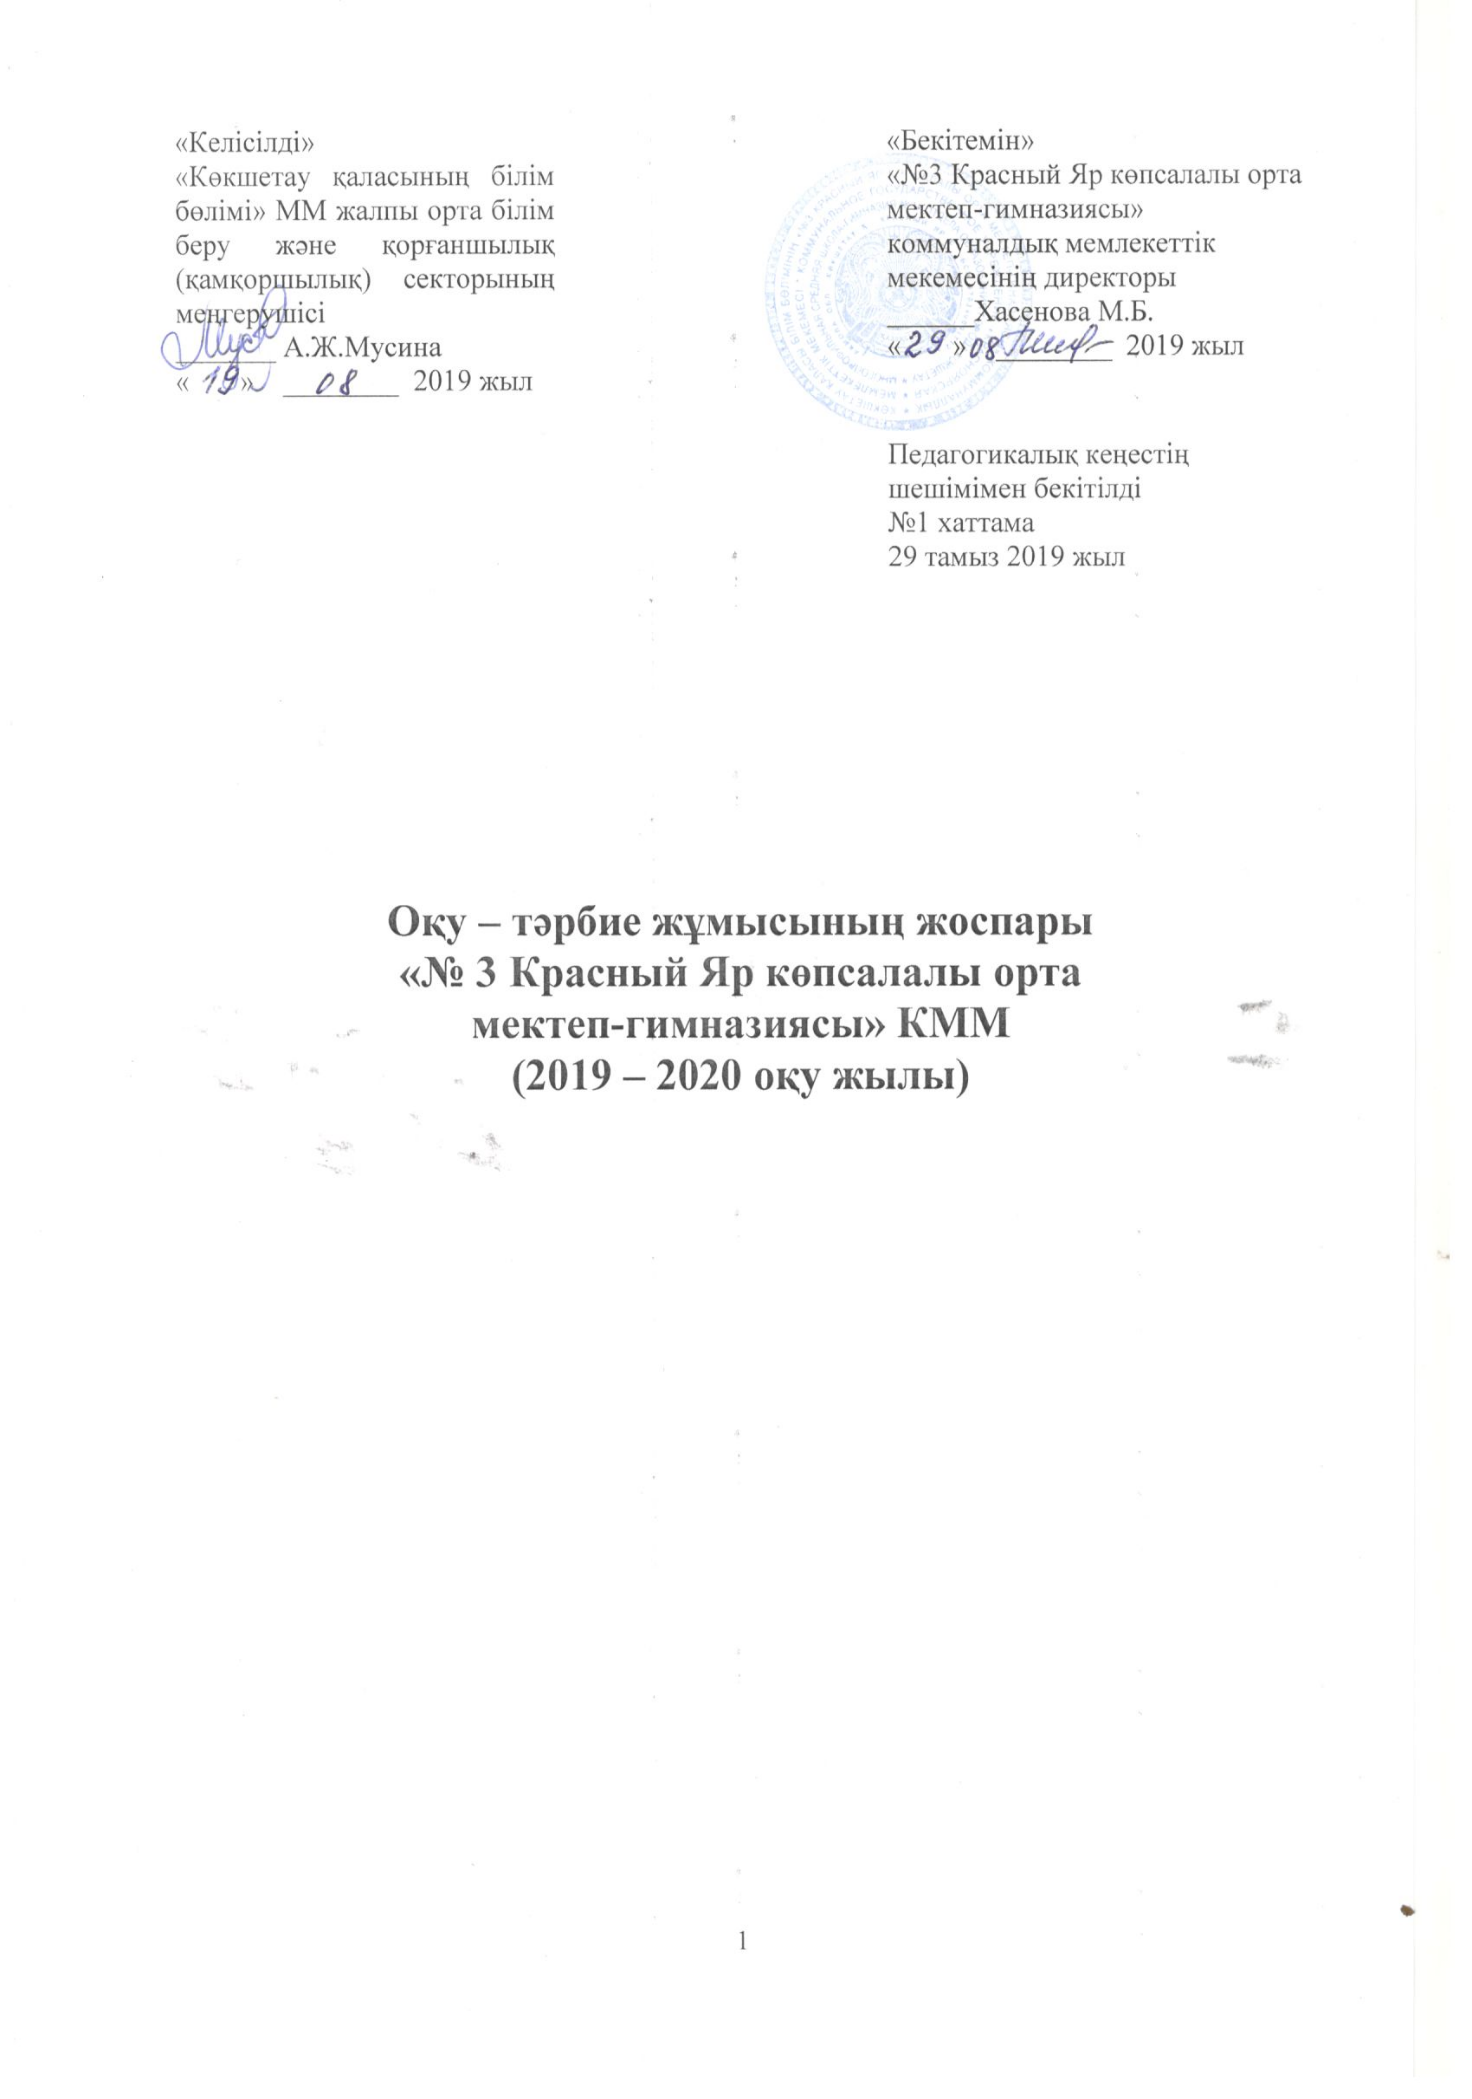 «Келісілді»
«Көкшетау қаласының білім
бөлімі» ММ жалпы орта білім
беру және қорғаншылық
(қамқоршылық) секторының
меңгерушісі
_______ А.Ж.Мусина
« 19 » ___08___ 2019 жыл
«Бекітемін»
«№3 Красный Яр көпсалалы орта
мектеп-гимназиясы»
коммуналдық мемлекеттік
мекемесінің директоры
______Хасенова М.Б.
« 29 » 08 ________ 2019 жыл
Педагогикалық кеңестің
шешімімен бекітілді
№1 хаттама
29 тамыз 2019 жыл
Оқу – тәрбие жұмысының жоспары
«№ 3 Красный Яр көпсалалы орта
мектеп-гимназиясы» КММ
(2019 – 2020 оқу жылы)
1